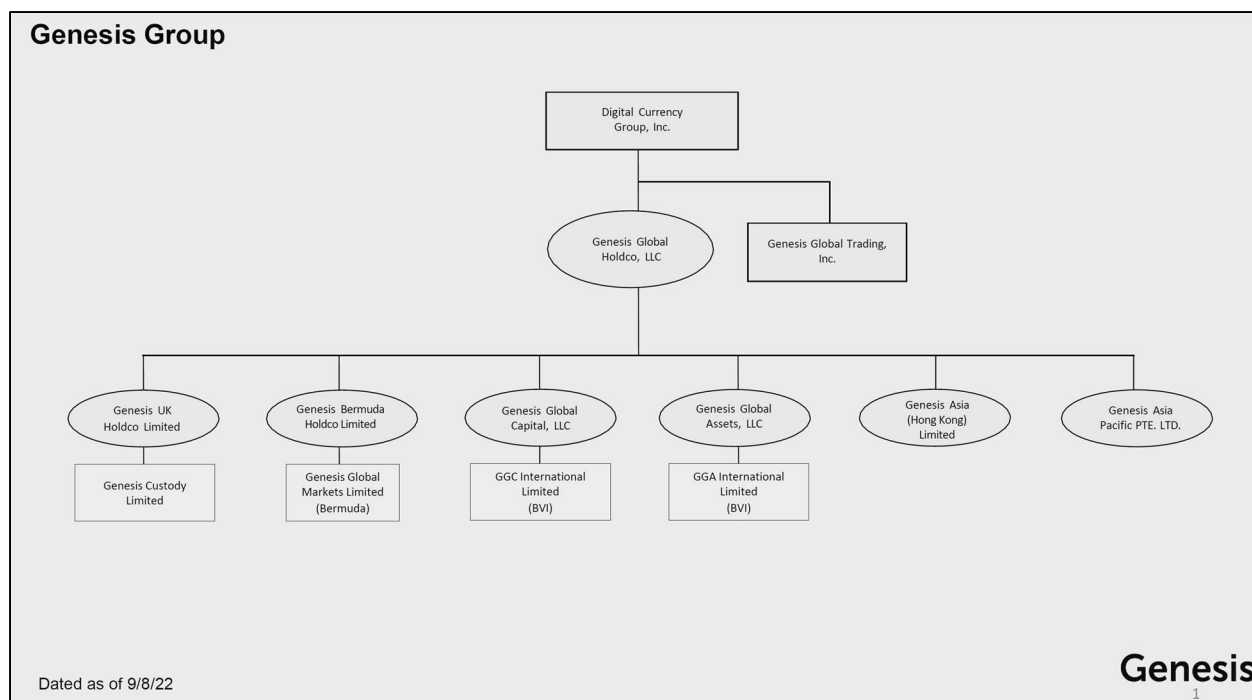 Genesis Group
Digital Currency
Group, Inc.
Genesis Global
Holdco, LLC
Genesis Global Trading,
Inc.
Genesis UK
Holdco Limited
Genesis Bermuda
Holdco Limited
Genesis Global
Capital, LLC
Genesis Global
Assets, LLC
Genesis Asia
(Hong Kong)
Limited
Genesis Asia
Pacific PTE. LTD.
Genesis Custody
Limited
Genesis Global
Markets Limited
(Bermuda)
GGC International
Limited
(BVI)
GGA International
Limited
(BVI)
Dated as of 9/8/22
Genesis
1